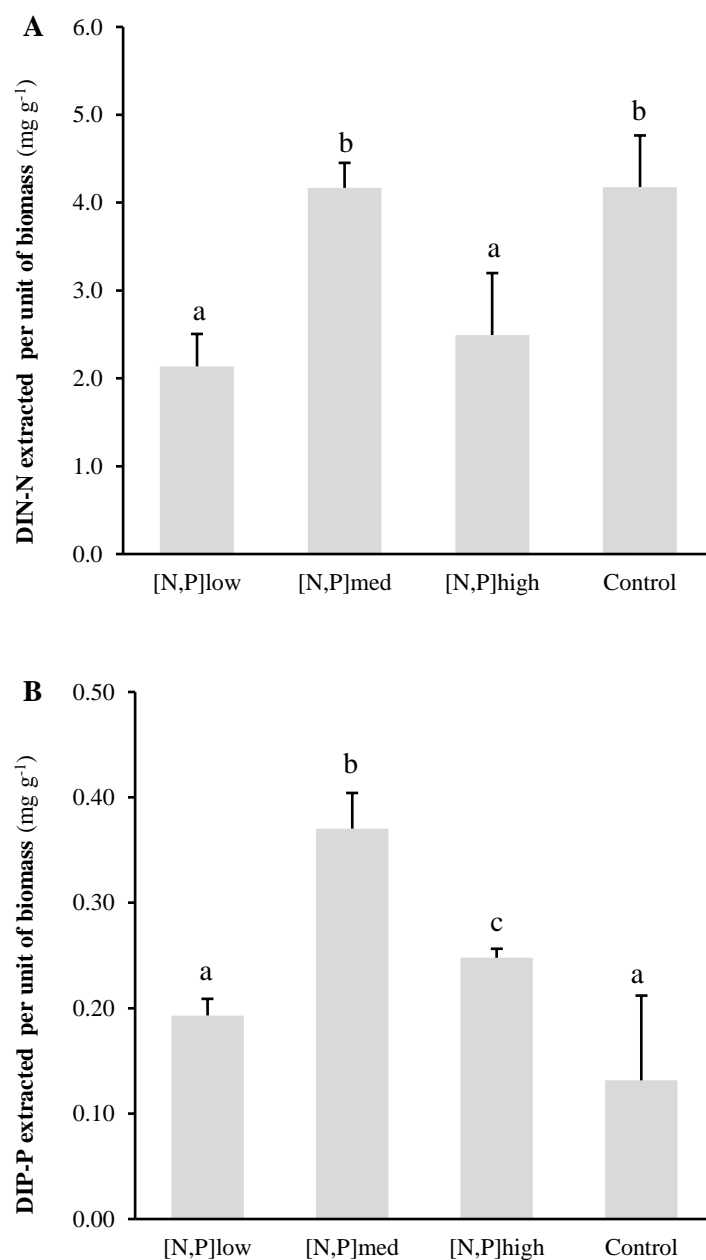 A
DIN-N extracted per unit of biomass (mg g⁻¹)
6.0
5.0
4.0
3.0
2.0
1.0
0.0
a
b
a
b
[N,P]low [N,P]med [N,P]high Control
B
DIP-P extracted per unit of biomass (mg g⁻¹)
0.50
0.40
0.30
0.20
0.10
0.00
a
b
c
a
[N,P]low [N,P]med [N,P]high Control